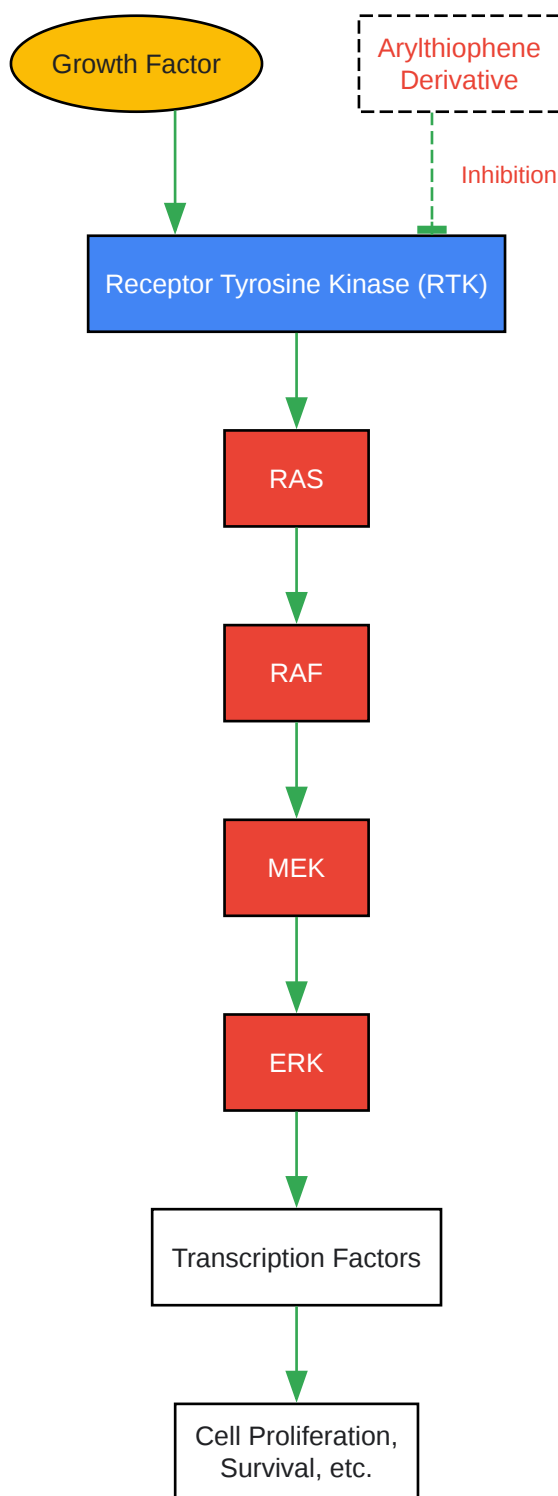 Growth Factor
Arylthiophene
Derivative
Inhibition
Receptor Tyrosine Kinase (RTK)
RAS
RAF
MEK
ERK
Transcription Factors
Cell Proliferation,
Survival, etc.